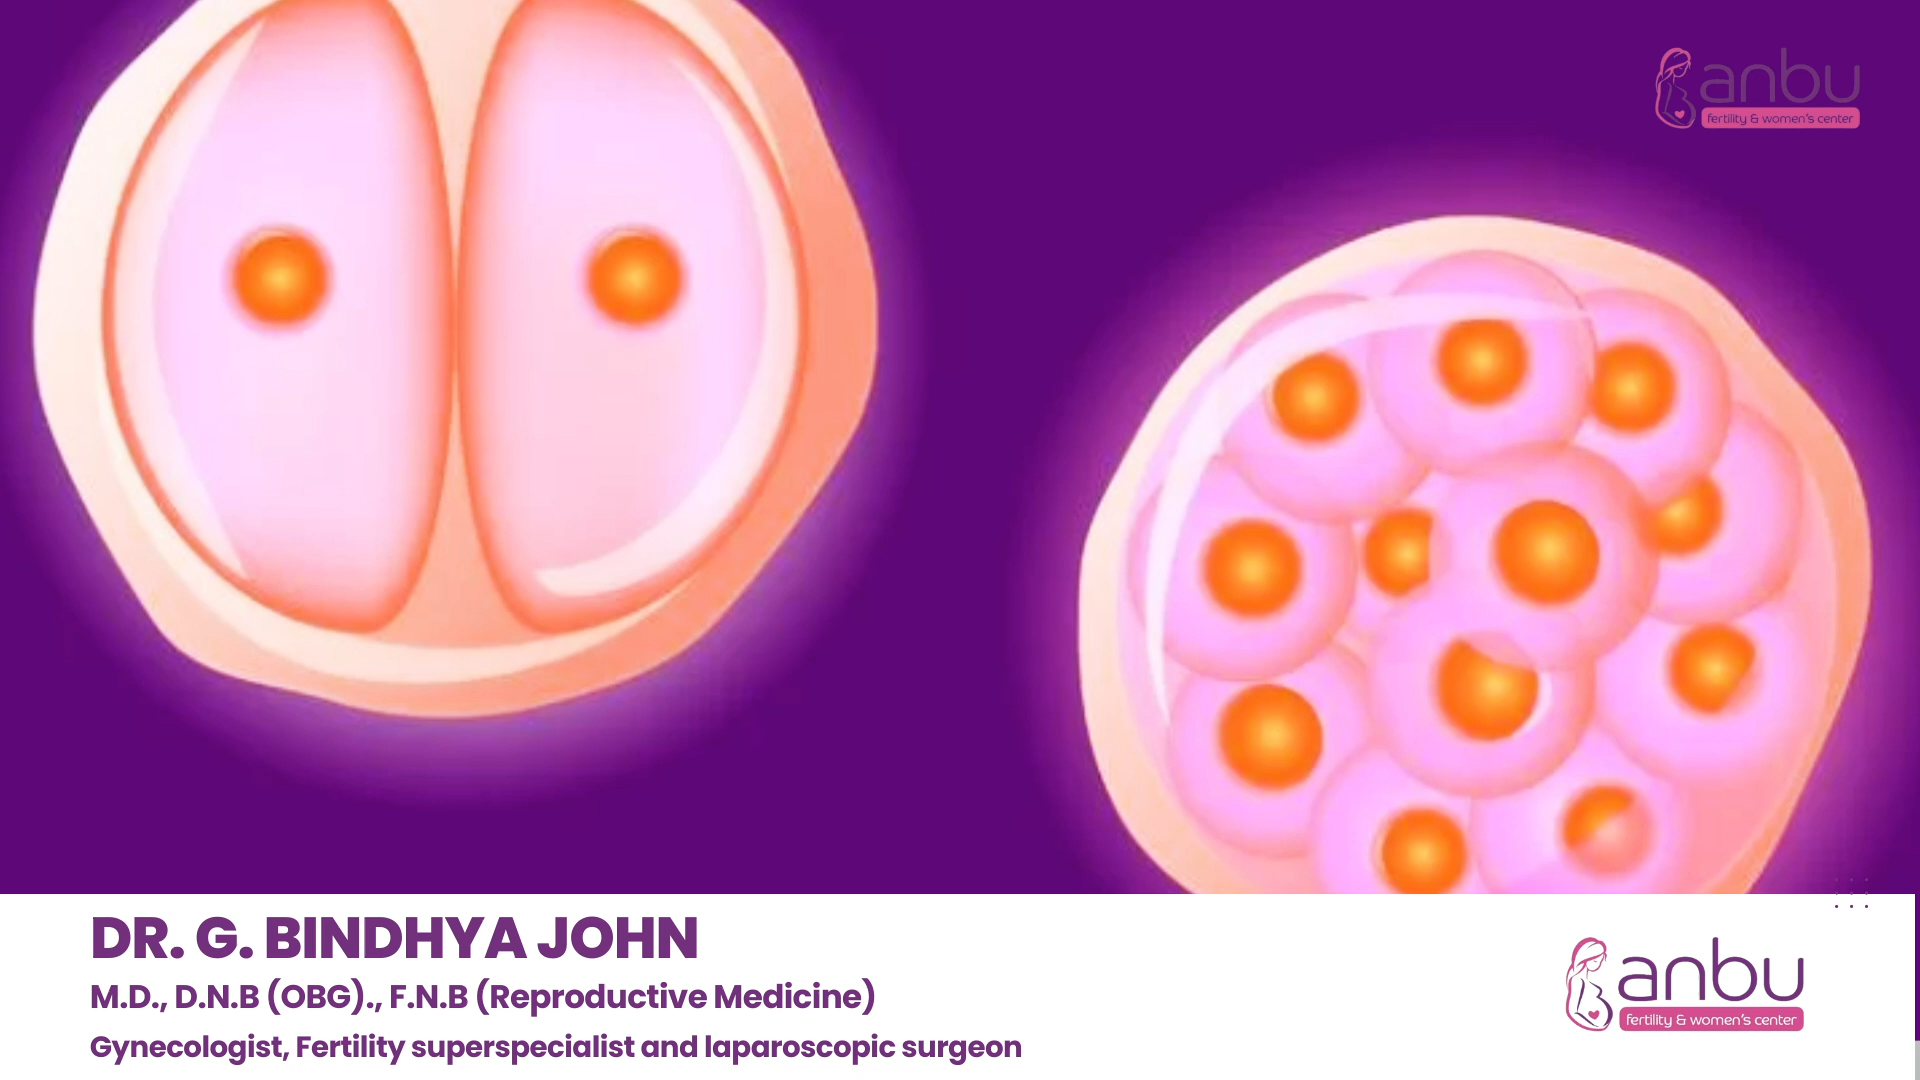 anbu
fertility & women's center
DR. G. BINDHYA JOHN
M.D., D.N.B (OBG)., F.N.B (Reproductive Medicine)
Gynecologist, Fertility superspecialist and laparoscopic surgeon
anbu
fertility & women's center